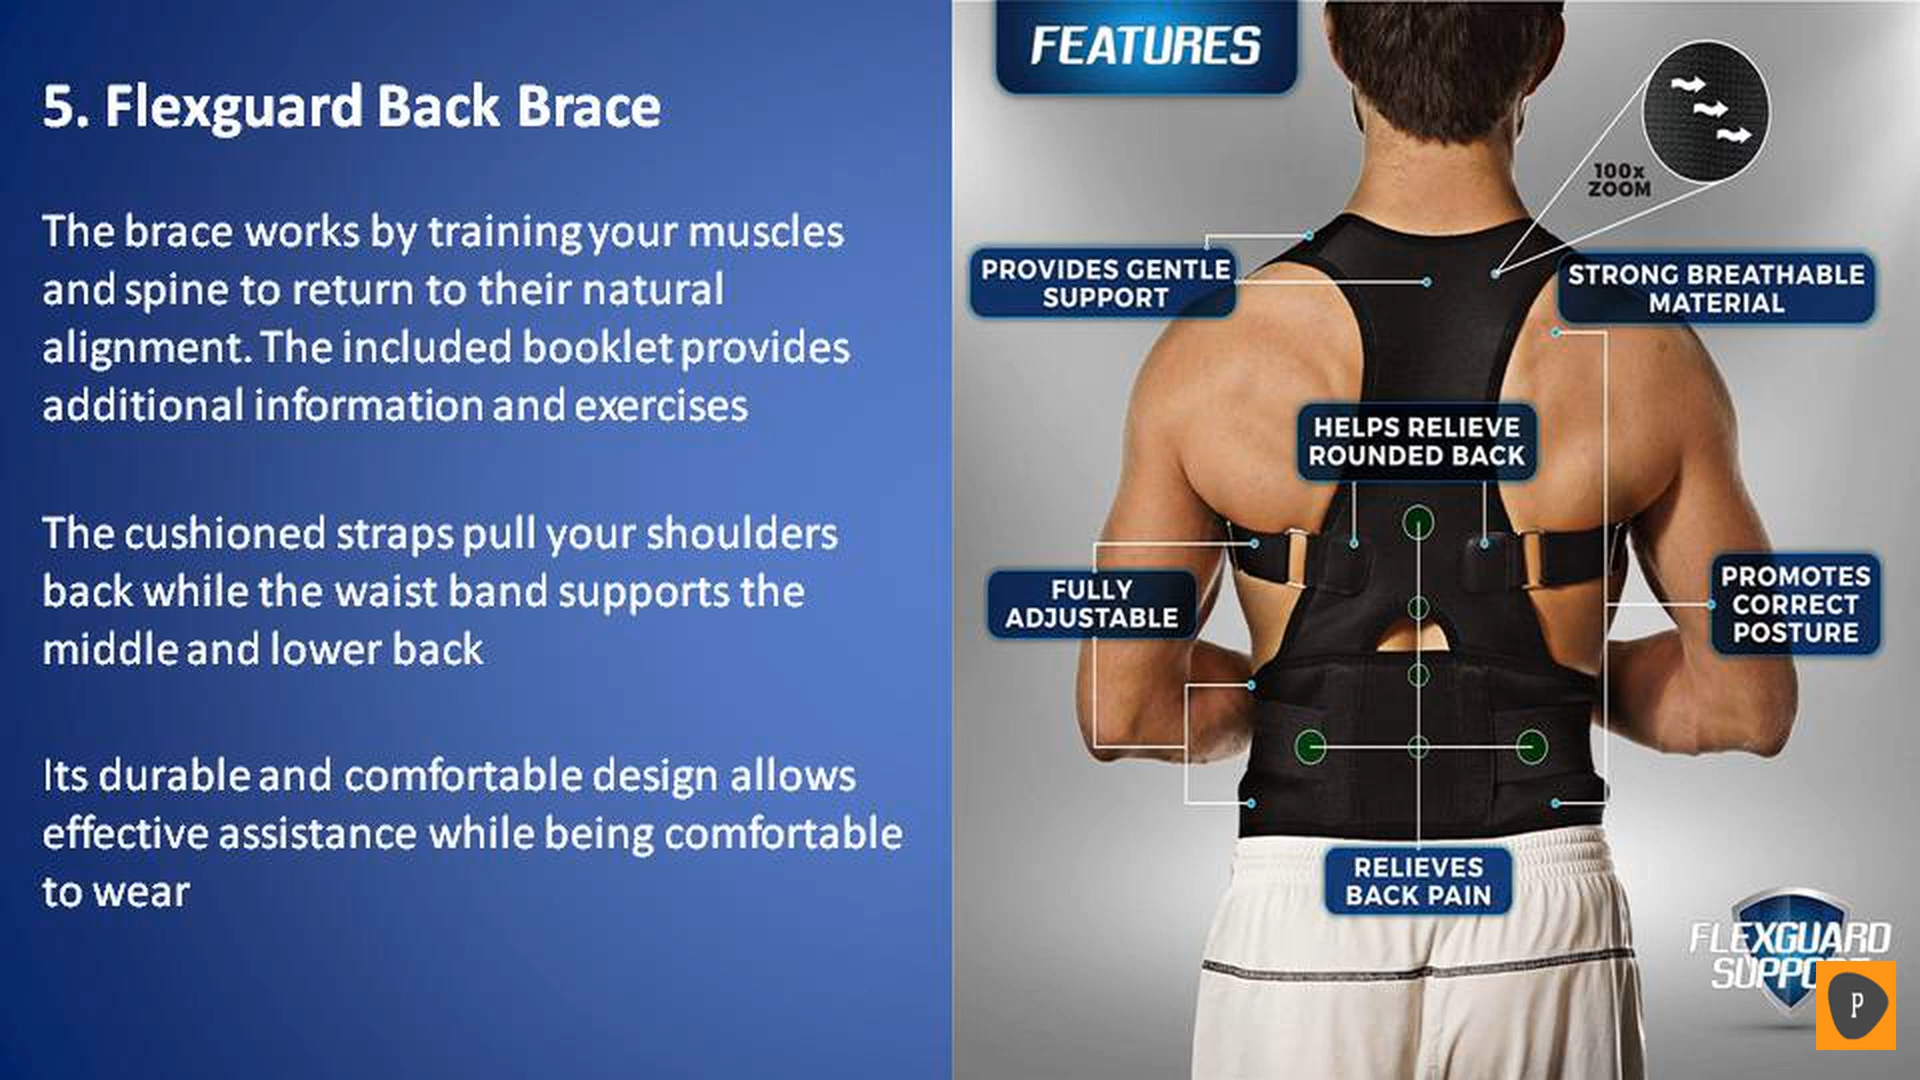 5. Flexguard Back Brace
The brace works by training your muscles
and spine to return to their natural
alignment. The included booklet provides
additional information and exercises
The cushioned straps pull your shoulders
back while the waist band supports the
middle and lower back
Its durable and comfortable design allows
effective assistance while being comfortable
to wear
FEATURES
100x
ZOOM
PROVIDES GENTLE
SUPPORT
STRONG BREATHABLE
MATERIAL
HELPS RELIEVE
ROUNDED BACK
FULLY
ADJUSTABLE
PROMOTES
CORRECT
POSTURE
RELIEVES
BACK PAIN
FLEXGUARD
SUPPO
P